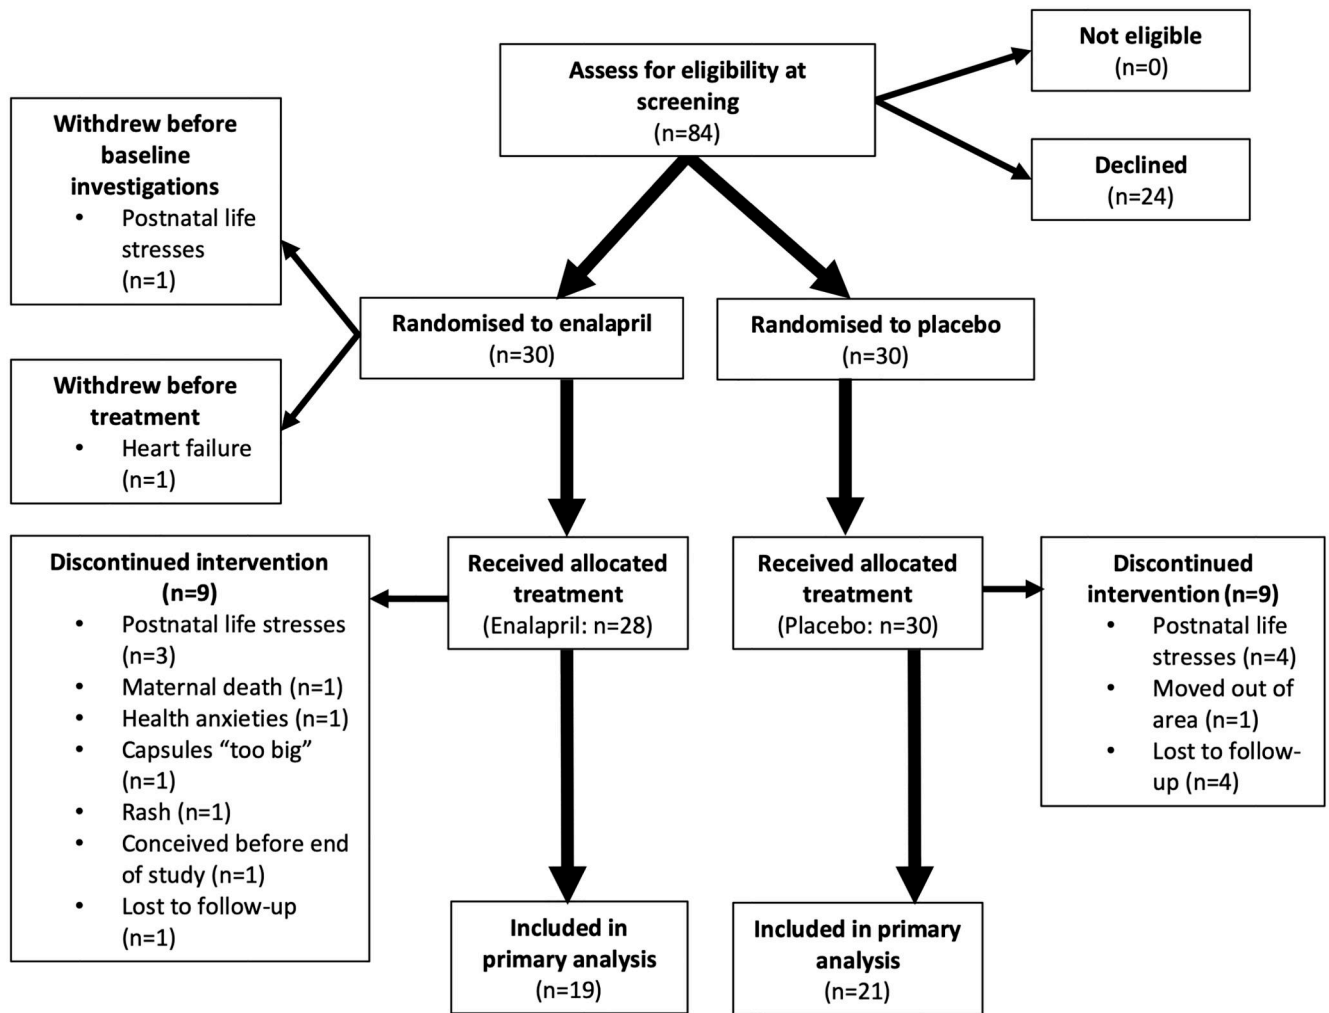 Assess for eligibility at
screening
(n=84)
Not eligible
(n=0)
Declined
(n=24)
Withdrew before
baseline
investigations
• Postnatal life
stresses
(n=1)
Randomised to enalapril
(n=30)
Randomised to placebo
(n=30)
Withdrew before
treatment
• Heart failure
(n=1)
Discontinued intervention
(n=9)
• Postnatal life stresses
(n=3)
• Maternal death (n=1)
• Health anxieties (n=1)
• Capsules “too big”
(n=1)
• Rash (n=1)
• Conceived before end
of study (n=1)
• Lost to follow-up
(n=1)
Received allocated
treatment
(Enalapril: n=28)
Received allocated
treatment
(Placebo: n=30)
Discontinued
intervention (n=9)
• Postnatal life
stresses (n=4)
• Moved out of
area (n=1)
• Lost to follow-
up (n=4)
Included in
primary analysis
(n=19)
Included in primary
analysis
(n=21)